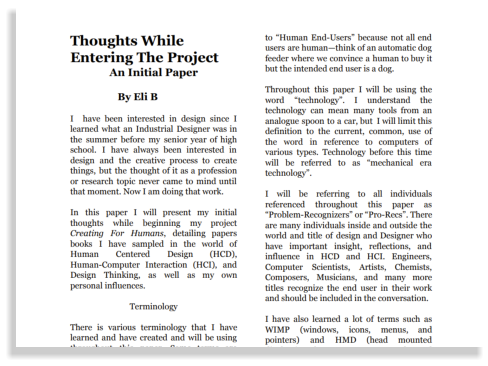 Thoughts While
Entering The Project
An Initial Paper
By Eli B
I have been interested in design since I
learned what an Industrial Designer was in
the summer before my senior year of high
school. I have always been interested in
design and the creative process to create
things, but the thought of it as a profession
or research topic never came to mind until
that moment. Now I am doing that work.
In this paper I will present my initial
thoughts while beginning my project
Creating For Humans, detailing papers
books I have sampled in the world of
Human Centered Design (HCD),
Human-Computer Interaction (HCI), and
Design Thinking, as well as my own
personal influences.
Terminology
There is various terminology that I have
learned and have created and will be using
to “Human End-Users” because not all end
users are human—think of an automatic dog
feeder where we convince a human to buy it
but the intended end user is a dog.
Throughout this paper I will be using the
word “technology”. I understand the
technology can mean many tools from an
analogue spoon to a car, but I will limit this
definition to the current, common, use of
the word in reference to computers of
various types. Technology before this time
will be referred to as “mechanical era
technology”.
I will be referring to all individuals
referenced throughout this paper as
“Problem-Recognizers” or “Pro-Recs”. There
are many individuals inside and outside the
world and title of design and Designer who
have important insight, reflections, and
influence in HCD and HCI. Engineers,
Computer Scientists, Artists, Chemists,
Composers, Musicians, and many more
titles recognize the end user in their work
and should be included in the conversation.
I have also learned a lot of terms such as
WIMP (windows, icons, menus, and
pointers) and HMD (head mounted